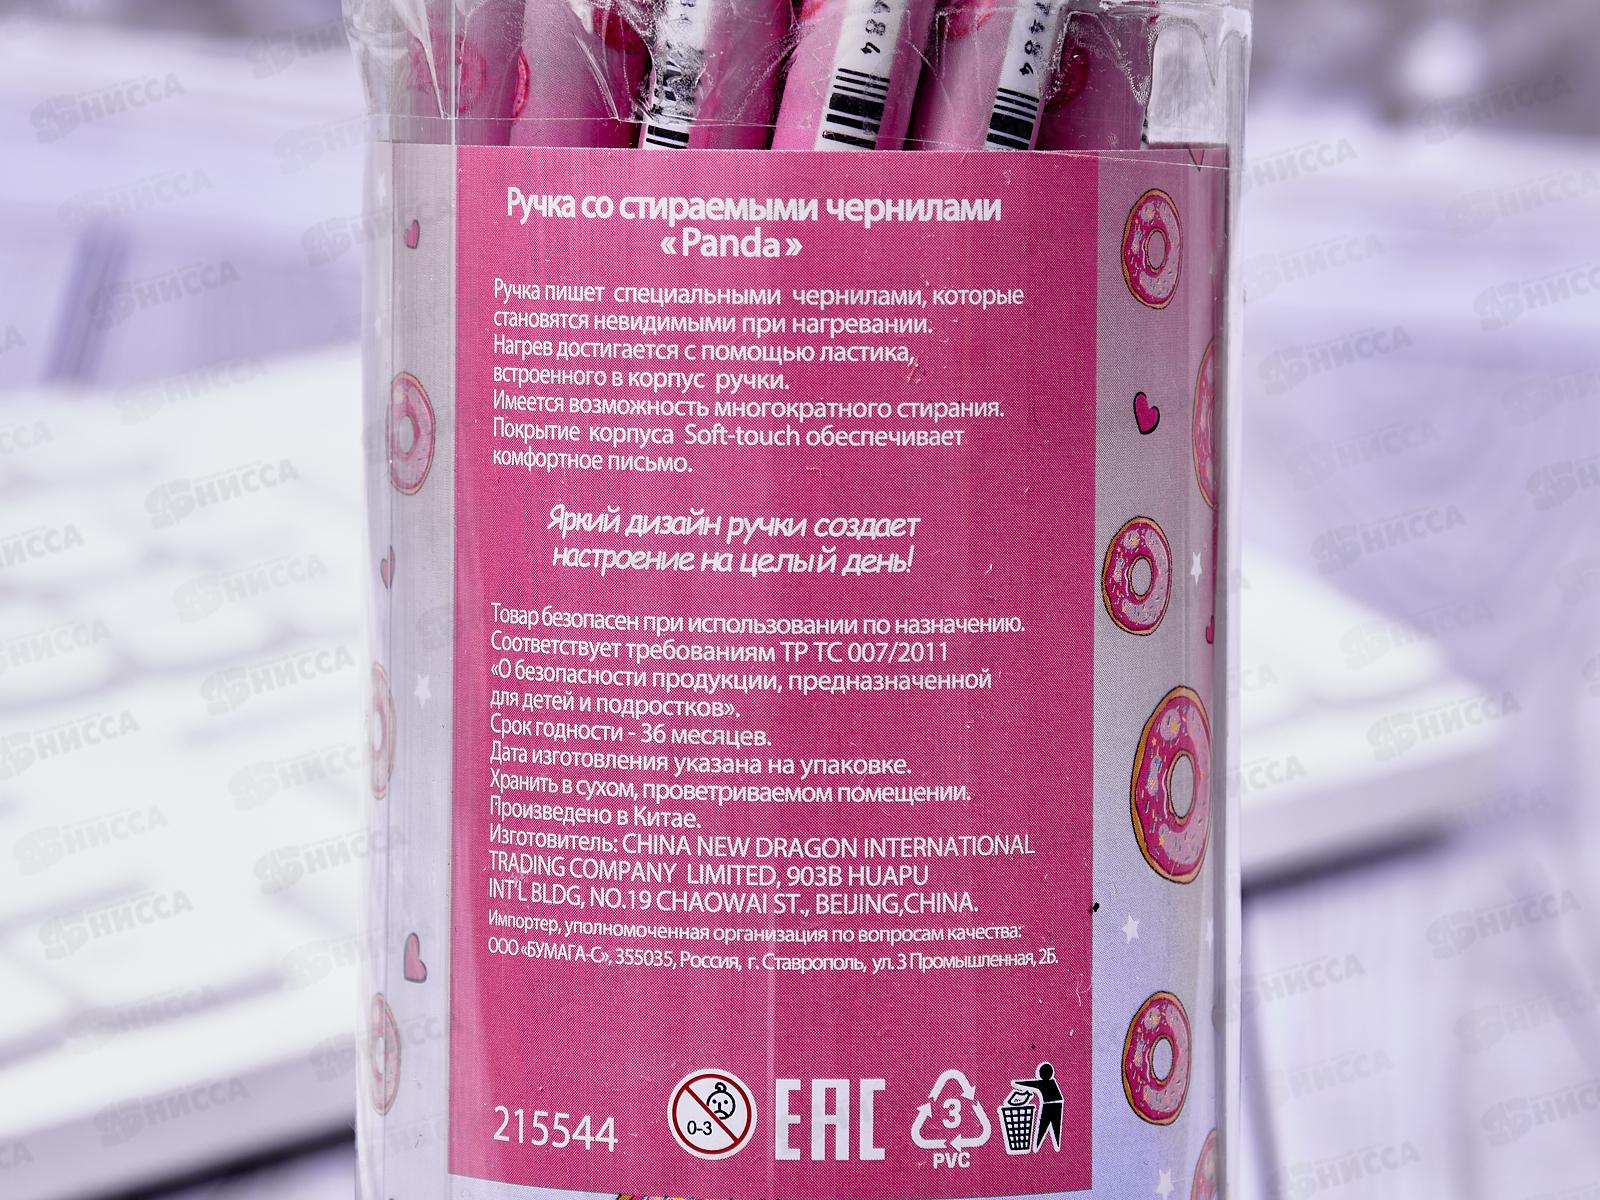 484
484
Ручка со стираемыми чернилами
«Panda»
Ручка пишет специальными чернилами, которые
становятся невидимыми при нагревании.
Нагрев достигается с помощью ластика,
встроенного в корпус ручки.
Имеется возможность многократного стирания.
Покрытие корпуса Soft-touch обеспечивает
комфортное письмо.
Яркий дизайн ручки создает
настроение на целый день!
Товар безопасен при использовании по назначению.
Соответствует требованиям ТР ТС 007/2011
«О безопасности продукции, предназначенной
для детей и подростков».
Срок годности - 36 месяцев.
Дата изготовления указана на упаковке.
Хранить в сухом, проветриваемом помещении.
Произведено в Китае.
Изготовитель: CHINA NEW DRAGON INTERNATIONAL
TRADING COMPANY LIMITED, 903B HUAPU
INT'L BLDG, NO.19 CHAOWAI ST., BEIJING,CHINA.
Импортер, уполномоченная организация по вопросам качества:
ООО «БУМАГА-С», 355035, Россия, г. Ставрополь, ул. 3 Промышленная, 2Б.
215544
0-3
EAC
3
PVC